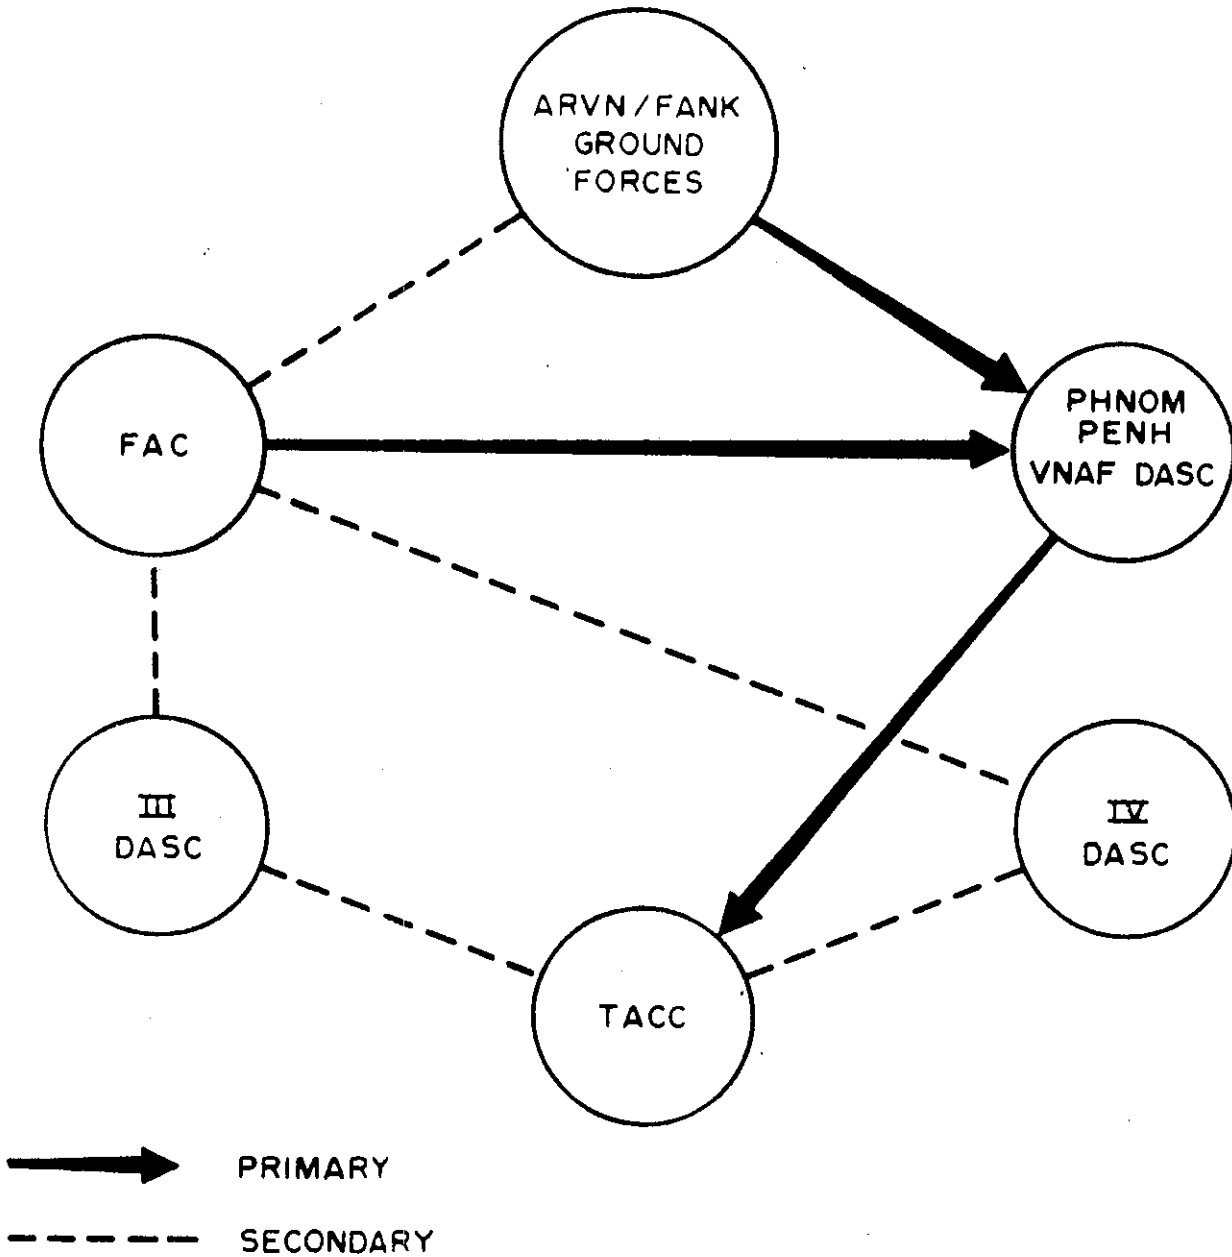 ARVN/FANK
GROUND
FORCES
FAC
PHNOM
PENH
VNAF DASC
III
DASC
IV
DASC
TACC
PRIMARY
SECONDARY